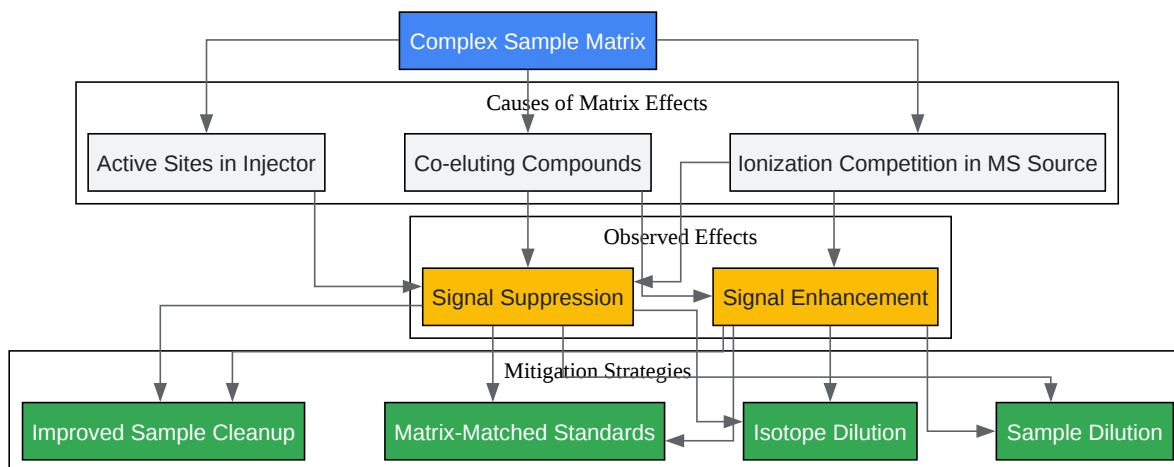 Complex Sample Matrix
Causes of Matrix Effects
Active Sites in Injector
Co-eluting Compounds
Ionization Competition in MS Source
Observed Effects
Signal Suppression
Signal Enhancement
Mitigation Strategies
Improved Sample Cleanup
Matrix-Matched Standards
Isotope Dilution
Sample Dilution